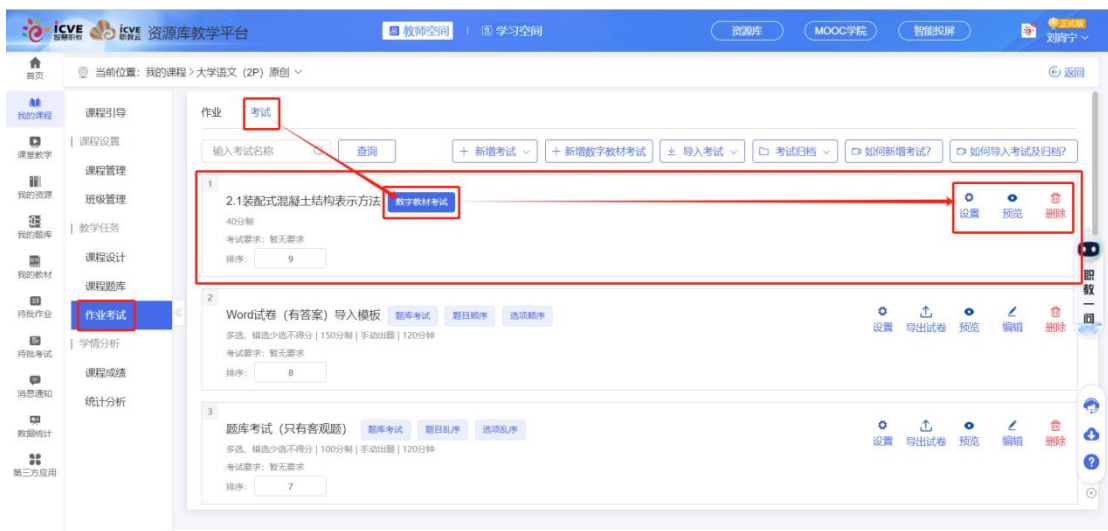 icve 智慧职教 icve 职教云 资源库教学平台 教师空间 | 学习空间 资源库 MOOC学院 智能投屏 正式版 刘肖宁
首页
当前位置：我的课程>大学语文（2P）原创
返回
我的课程
课堂教学
我的资源
我的题库
我的教材
待批作业
待批考试
消息通知
数据统计
第三方应用
课程引导
课程设置
课程管理
班级管理
教学任务
课程设计
课程题库
作业考试
学情分析
课程成绩
统计分析
作业 考试
输入考试名称 查询 + 新增考试 + 新增数字教材考试 导入考试 考试归档 如何新增考试? 如何导入考试及归档?
1
2.1装配式混凝土结构表示方法 数字教材考试
40分制
考试要求：暂无要求
排序： 9
设置 预览 删除
2
Word试卷（有答案）导入模板 题库考试 题目顺序 选项顺序
多选、错选少选不得分 | 150分制 | 手动出题 | 120分钟
考试要求：暂无要求
排序： 8
设置 导出试卷 预览 编辑 删除
3
题库考试（只有客观题） 题库考试 题目乱序 选项乱序
多选、错选少选不得分 | 100分制 | 手动出题 | 120分钟
考试要求：暂无要求
排序： 7
设置 导出试卷 预览 编辑 删除
职教一问